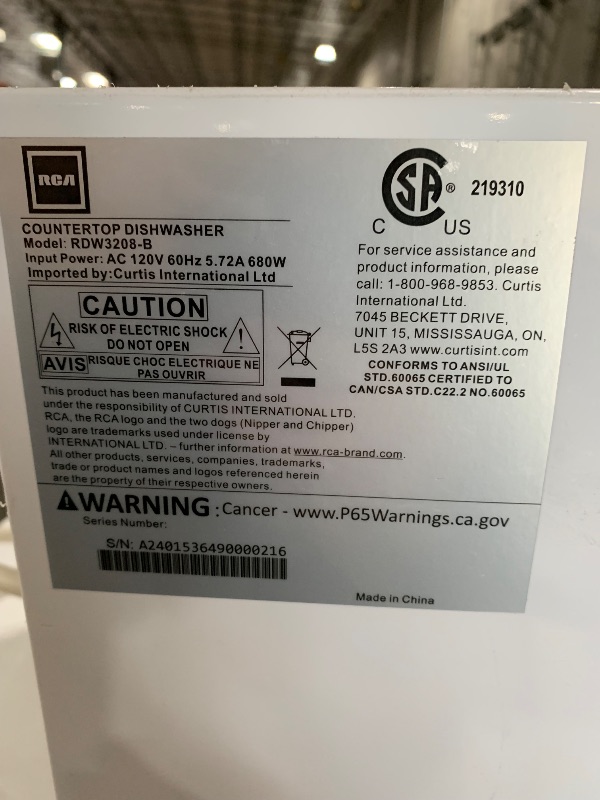 RCA
COUNTERTOP DISHWASHER
Model: RDW3208-B
Input Power: AC 120V 60Hz 5.72A 680W
Imported by:Curtis International Ltd
CAUTION
RISK OF ELECTRIC SHOCK
DO NOT OPEN
AVIS RISQUE CHOC ELECTRIQUE NE
PAS OUVRIR
SA ® 219310
C US
For service assistance and
product information, please
call: 1-800-968-9853. Curtis
International Ltd.
7045 BECKETT DRIVE,
UNIT 15, MISSISSAUGA, ON,
L5S 2A3 www.curtisint.com
CONFORMS TO ANSI/UL
STD.60065 CERTIFIED TO
CAN/CSA STD.C22.2 NO.60065
This product has been manufactured and sold
under the responsibility of CURTIS INTERNATIONAL LTD.
RCA, the RCA logo and the two dogs (Nipper and Chipper)
logo are trademarks used under license by
INTERNATIONAL LTD. – further information at www.rca-brand.com.
All other products, services, companies, trademarks,
trade or product names and logos referenced herein
are the property of their respective owners.
WARNING : Cancer - www.P65Warnings.ca.gov
Series Number:
S/N: A2401536490000216
Made in China